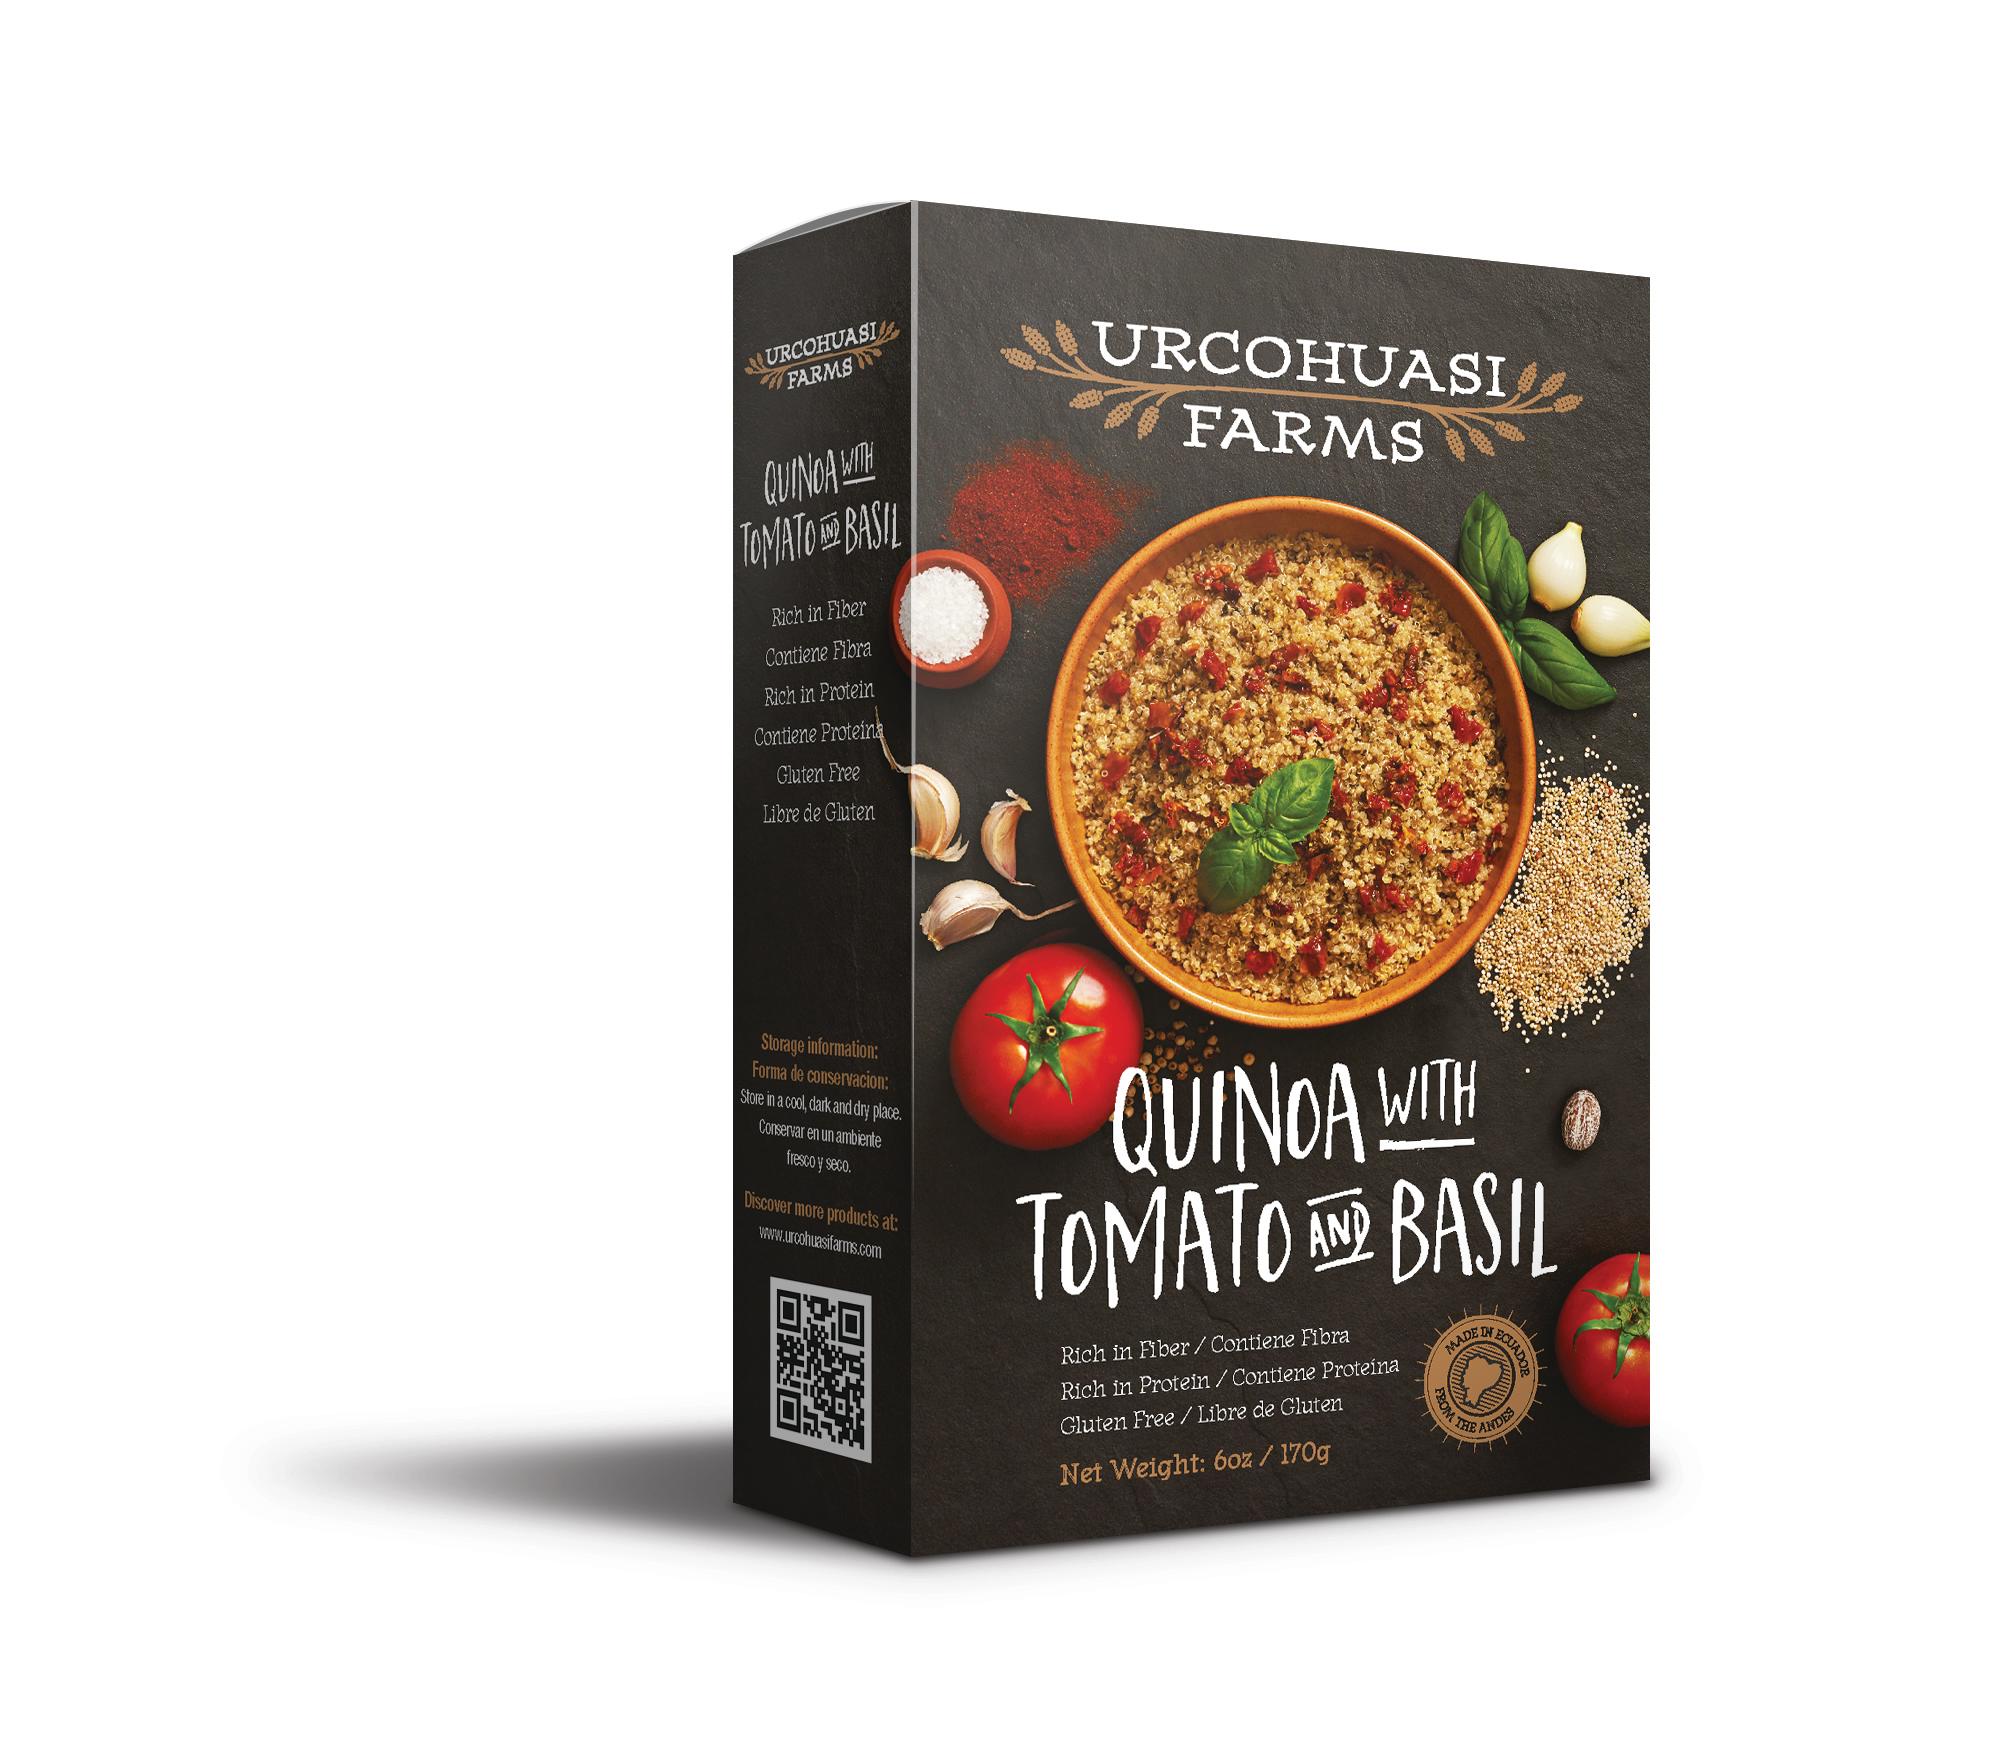 URCOHUASI
FARMS
QUINOA WITH
TOMATO AND BASIL
Rich in Fiber
Contiene Fibra
Rich in Protein
Contiene Proteína
Gluten Free
Libre de Gluten
Storage information:
Forma de conservacion:
Store in a cool, dark and dry place.
Conservar en un ambiente
fresco y seco.
Discover more products at:
www.urcohuasifarms.com
URCOHUASI
FARMS
QUINOA WITH
TOMATO AND BASIL
Rich in Fiber / Contiene Fibra
Rich in Protein / Contiene Proteína
Gluten Free / Libre de Gluten
Net Weight: 6oz / 170g
MADE IN ECUADOR
FROM THE ANDES